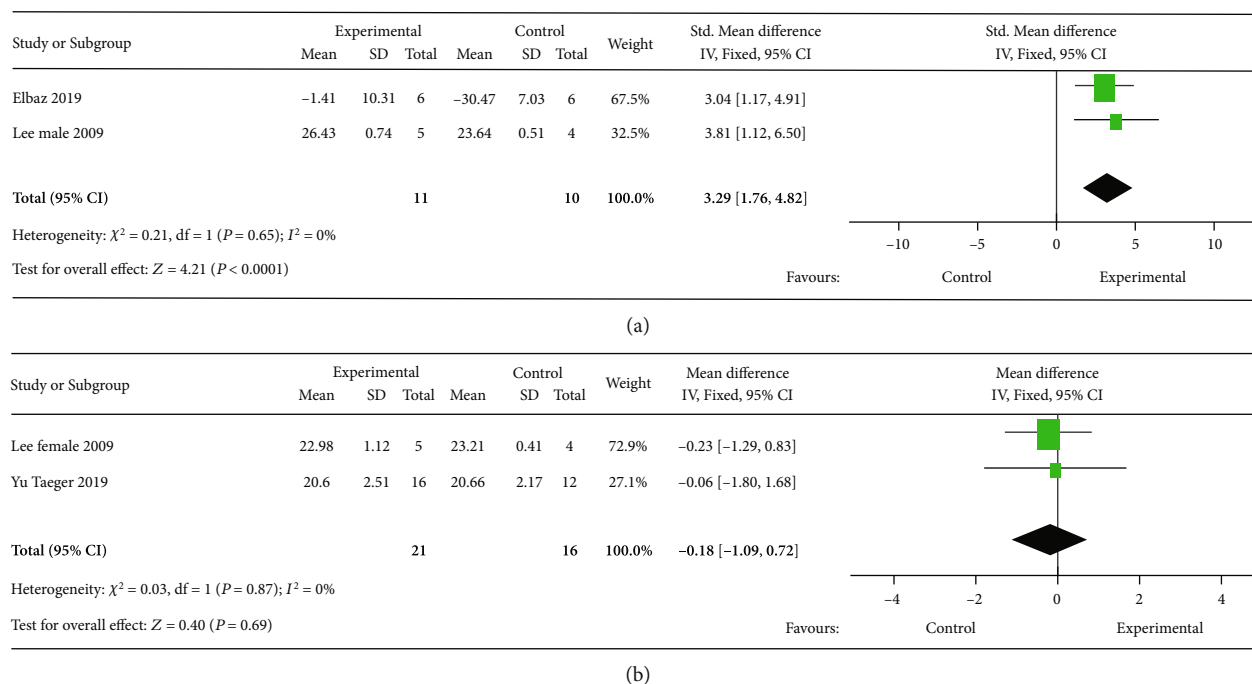 Study or Subgroup Experimental Control Weight Std. Mean difference Std. Mean difference
Mean SD Total Mean SD Total IV, Fixed, 95% CI IV, Fixed, 95% CI
Elbaz 2019 –1.41 10.31 6 –30.47 7.03 6 67.5% 3.04 [1.17, 4.91]
Lee male 2009 26.43 0.74 5 23.64 0.51 4 32.5% 3.81 [1.12, 6.50]
Total (95% CI) 11 10 100.0% 3.29 [1.76, 4.82]
Heterogeneity: χ² = 0.21, df = 1 (P = 0.65); I² = 0%
–10 –5 0 5 10
Test for overall effect: Z = 4.21 (P < 0.0001)
Favours: Control Experimental
(a)
Study or Subgroup Experimental Control Weight Mean difference Mean difference
Mean SD Total Mean SD Total IV, Fixed, 95% CI IV, Fixed, 95% CI
Lee female 2009 22.98 1.12 5 23.21 0.41 4 72.9% –0.23 [–1.29, 0.83]
Yu Taeger 2019 20.6 2.51 16 20.66 2.17 12 27.1% –0.06 [–1.80, 1.68]
Total (95% CI) 21 16 100.0% –0.18 [–1.09, 0.72]
Heterogeneity: χ² = 0.03, df = 1 (P = 0.87); I² = 0%
–4 –2 0 2 4
Test for overall effect: Z = 0.40 (P = 0.69)
Favours: Control Experimental
(b)